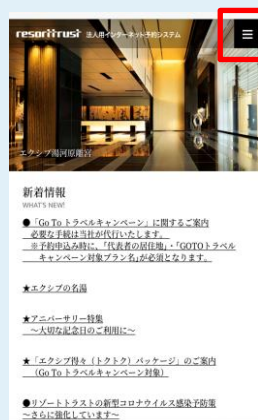 resorttrust 法人用インターネット予約システム
エクシブ湯河原離宮
新着情報
WHAT'S NEW!
●「Go To トラベルキャンペーン」に関するご案内
必要な手続は当社が代行いたします。
※予約申込み時に、「代表者の居住地」・「GOTOトラベル
キャンペーン対象プラン名」が必須となります。
★エクシブの名湯
★アニバーサリー特集
～大切な記念日のご利用に～
★「エクシブ得々（トクトク）パッケージ」のご案内
（Go To トラベルキャンペーン対象）
●リゾートトラストの新型コロナウイルス感染予防策
～さらに強化しています～